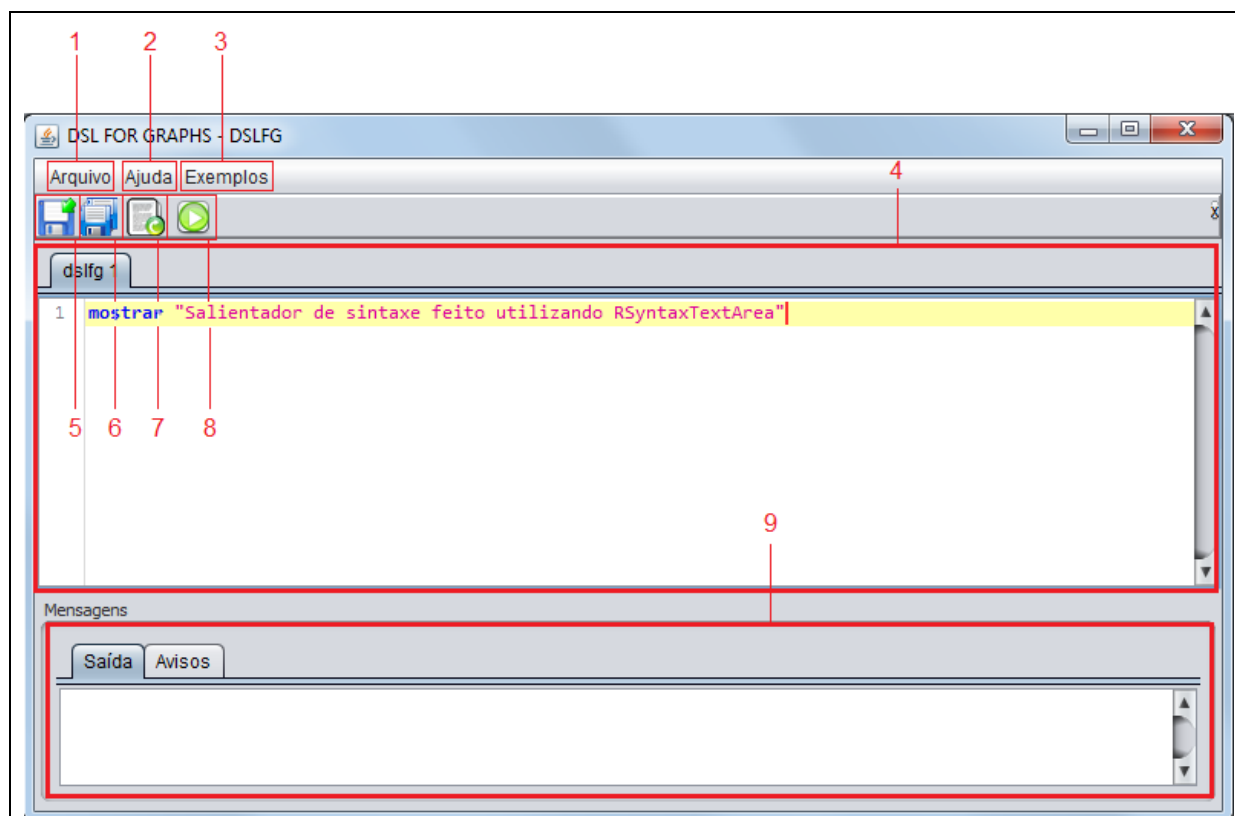 1 2 3
DSL FOR GRAPHS - DSLFG
Arquivo Ajuda Exemplos
4
dslfg 1
1 mostrar "Salientador de sintaxe feito utilizando RSyntaxTextArea"
5 6 7 8
9
Mensagens
Saída Avisos